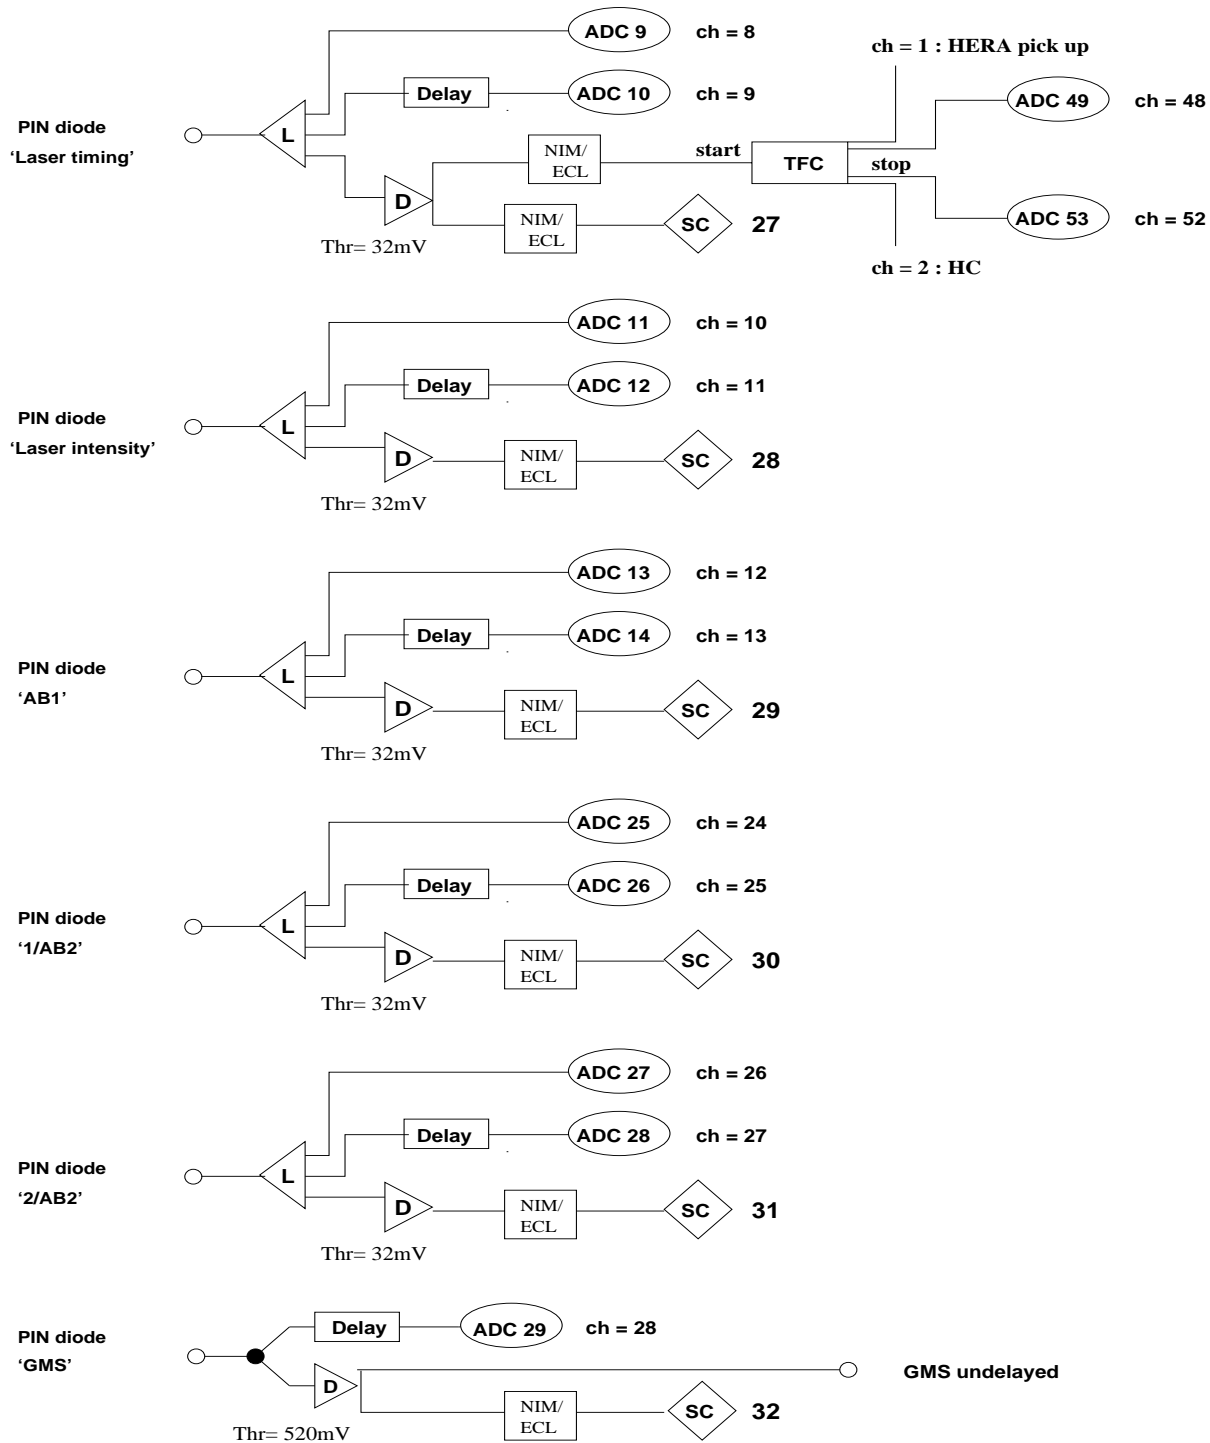 ADC 9 ch = 8
ch = 1 : HERA pick up
Delay ADC 10 ch = 9
ADC 49 ch = 48
PIN diode
‘Laser timing’
L
NIM/
ECL
start TFC stop
D
NIM/
ECL
SC 27
ADC 53 ch = 52
Thr= 32mV
ch = 2 : HC
ADC 11 ch = 10
Delay ADC 12 ch = 11
PIN diode
‘Laser intensity’
L
D
NIM/
ECL
SC 28
Thr= 32mV
ADC 13 ch = 12
Delay ADC 14 ch = 13
PIN diode
‘AB1’
L
D
NIM/
ECL
SC 29
Thr= 32mV
ADC 25 ch = 24
Delay ADC 26 ch = 25
PIN diode
‘1/AB2’
L
D
NIM/
ECL
SC 30
Thr= 32mV
ADC 27 ch = 26
Delay ADC 28 ch = 27
PIN diode
‘2/AB2’
L
D
NIM/
ECL
SC 31
Thr= 32mV
PIN diode
‘GMS’
Delay ADC 29 ch = 28
GMS undelayed
D
NIM/
ECL
SC 32
Thr= 520mV